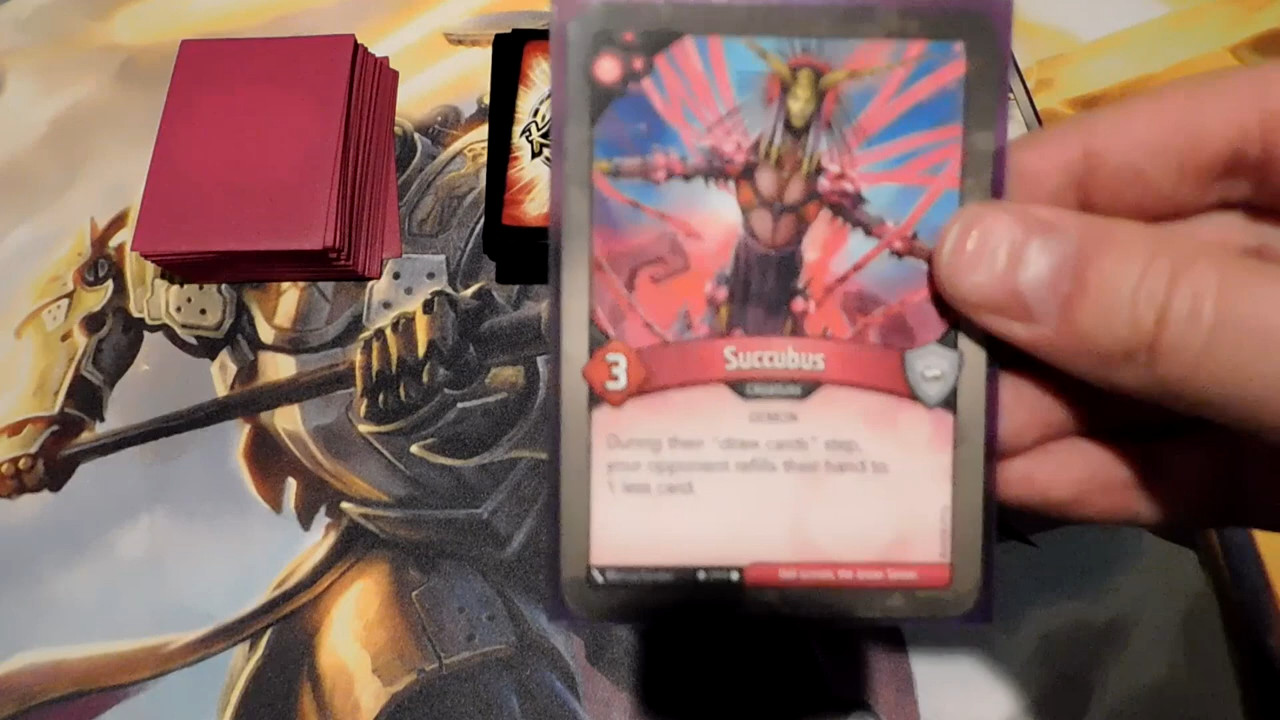 3
Succubus
CREATURE
DEMON
During their "draw cards" step,
your opponent refills their hand to
1 less card.